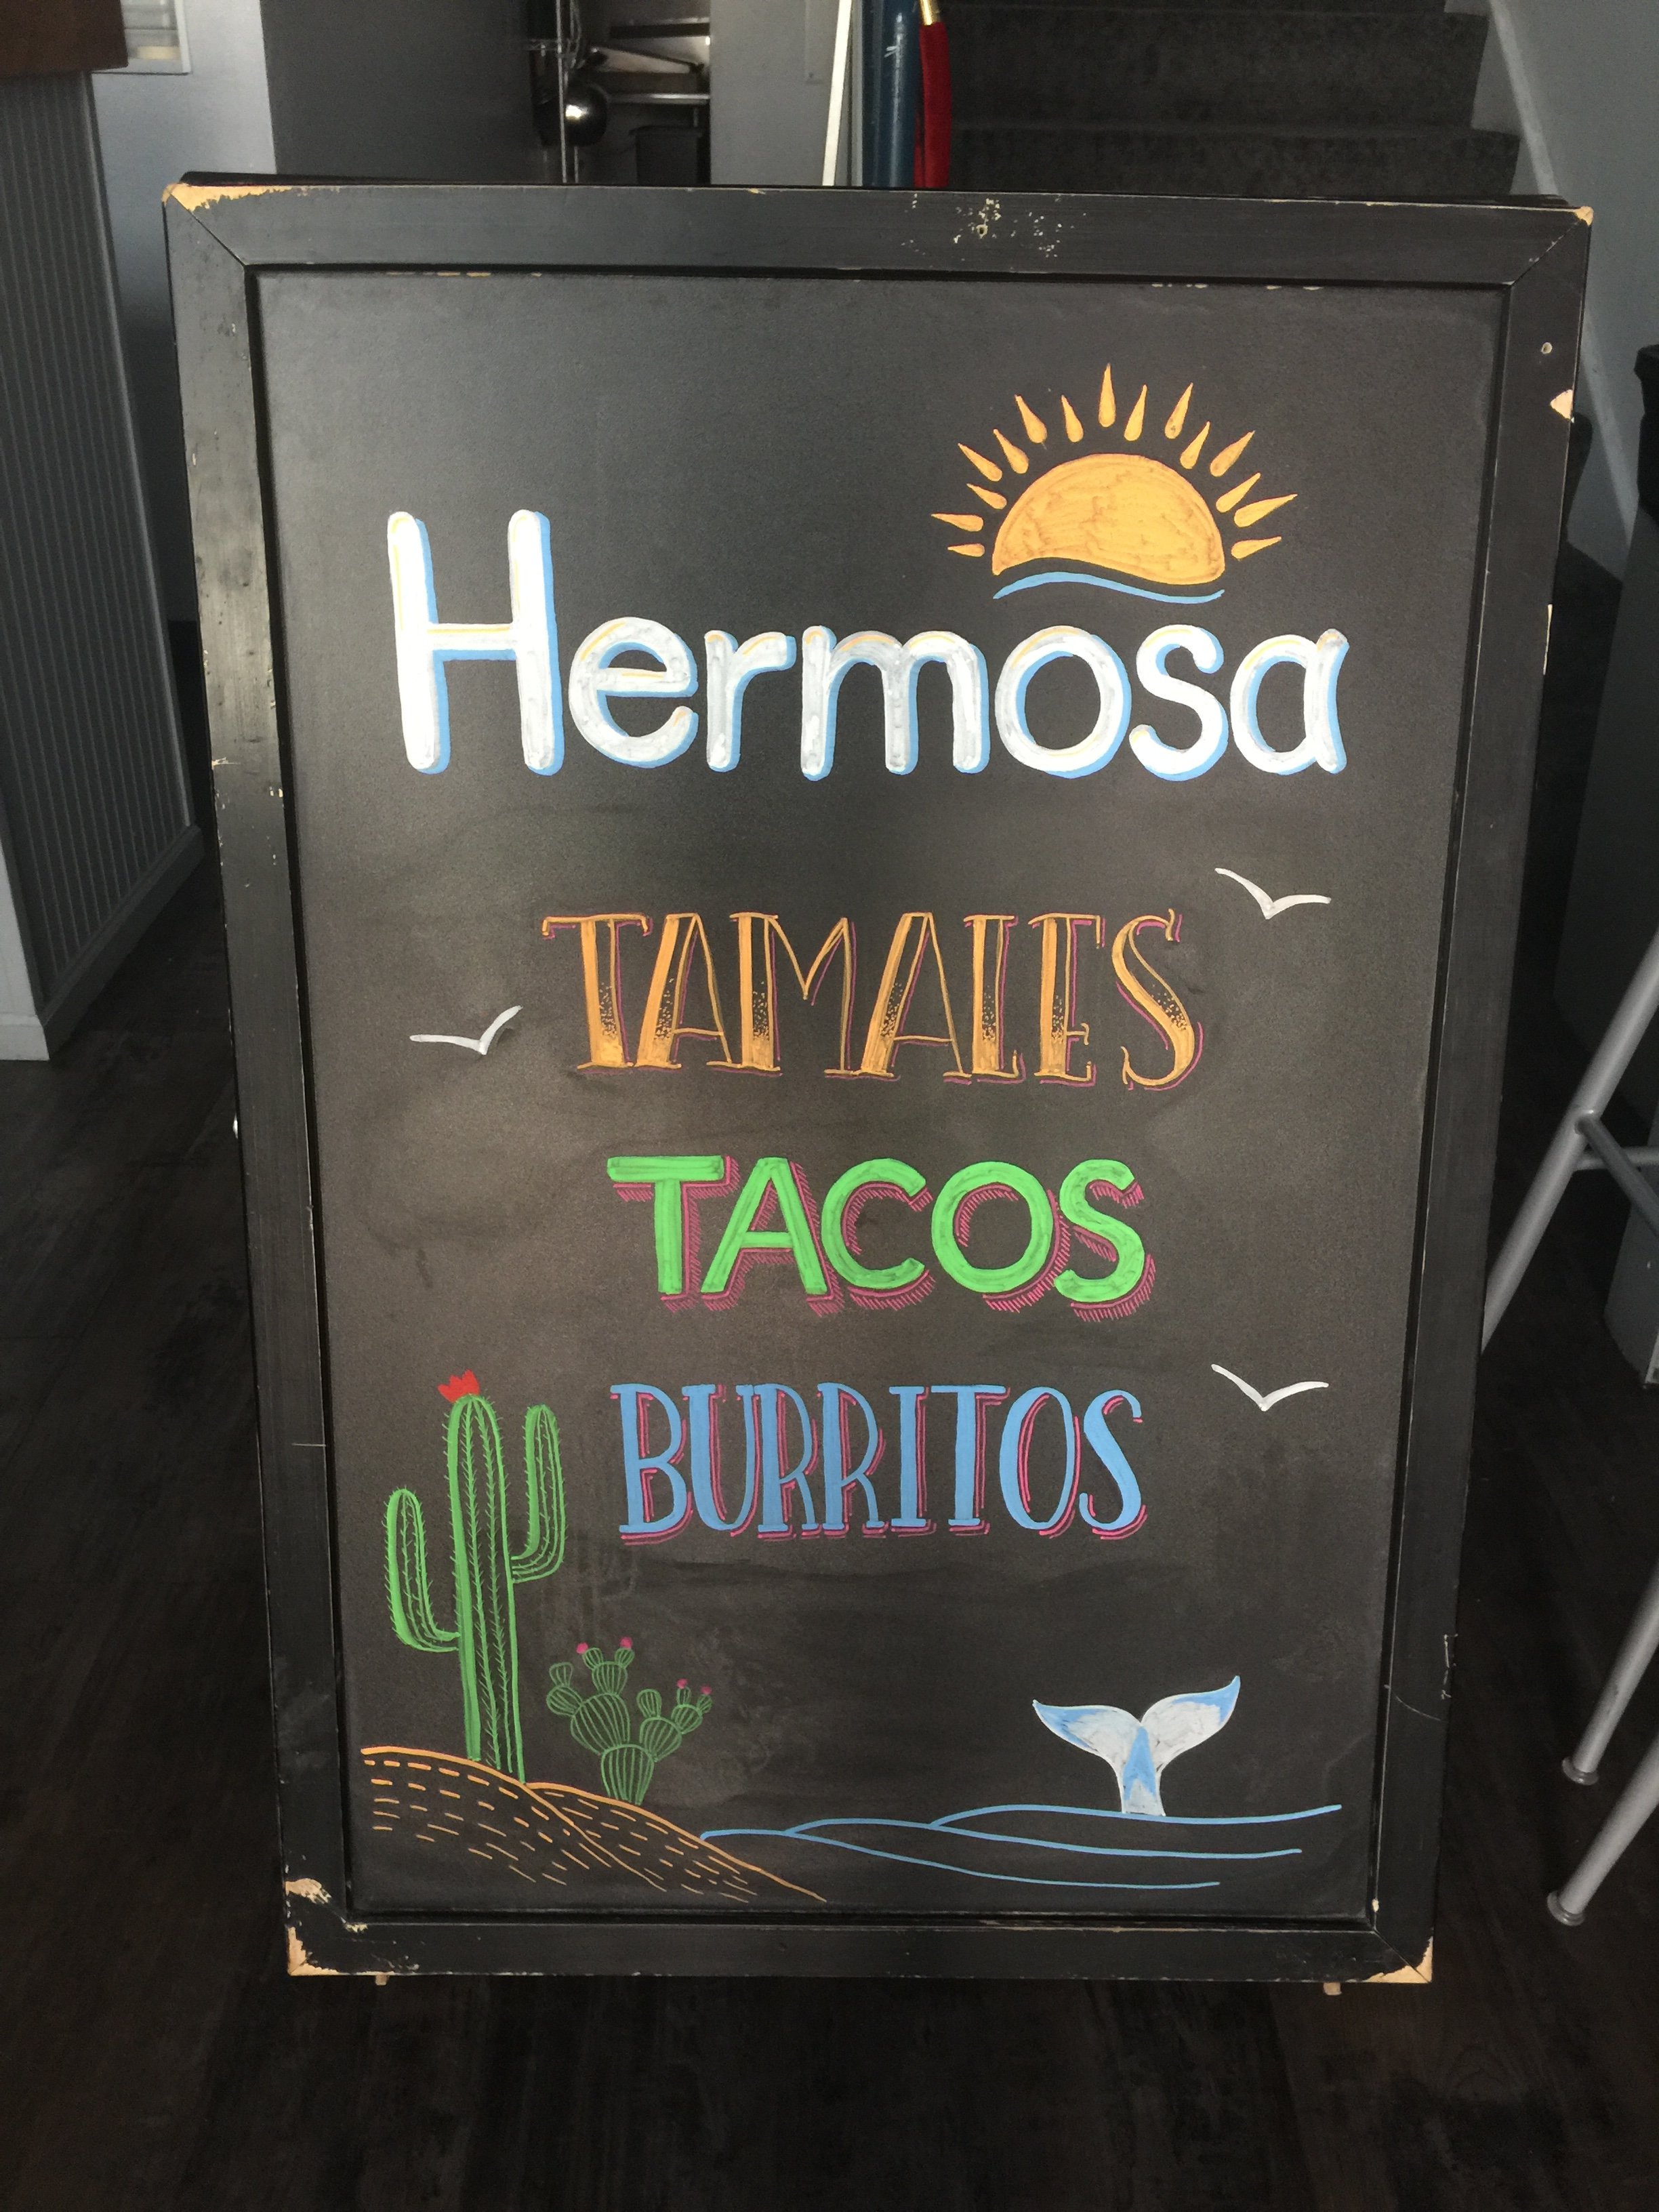 Hermosa
TAMALES
TACOS
BURRITOS